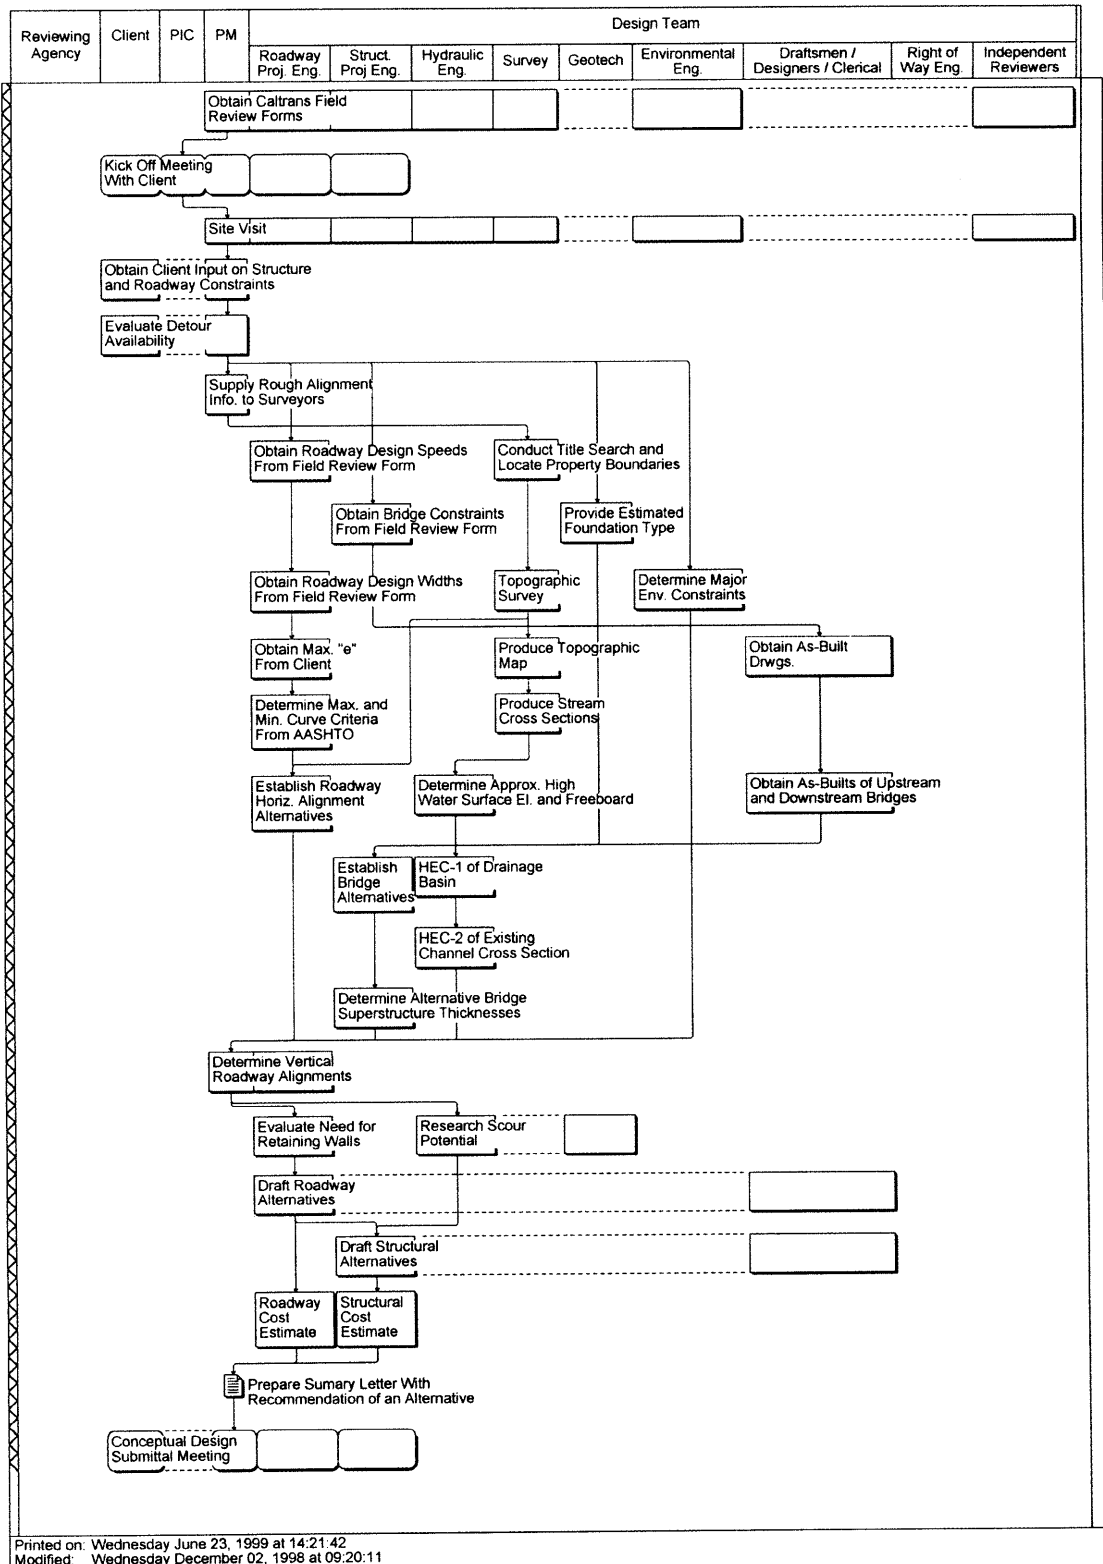 Reviewing
Agency
Client
PIC
PM
Design Team
Roadway
Proj. Eng.
Struct.
Proj Eng.
Hydraulic
Eng.
Survey
Geotech
Environmental
Eng.
Draftsmen /
Designers / Clerical
Right of
Way Eng.
Independent
Reviewers
Obtain Caltrans Field
Review Forms
Kick Off Meeting
With Client
Site Visit
Obtain Client Input on Structure
and Roadway Constraints
Evaluate Detour
Availability
Supply Rough Alignment
Info. to Surveyors
Obtain Roadway Design Speeds
From Field Review Form
Conduct Title Search and
Locate Property Boundaries
Obtain Bridge Constraints
From Field Review Form
Provide Estimated
Foundation Type
Obtain Roadway Design Widths
From Field Review Form
Topographic
Survey
Determine Major
Env. Constraints
Obtain Max. "e"
From Client
Produce Topographic
Map
Obtain As-Built
Drwgs.
Determine Max. and
Min. Curve Criteria
From AASHTO
Produce Stream
Cross Sections
Establish Roadway
Horiz. Alignment
Alternatives
Determine Approx. High
Water Surface El. and Freeboard
Obtain As-Builts of Upstream
and Downstream Bridges
Establish
Bridge
Alternatives
HEC-1 of Drainage
Basin
HEC-2 of Existing
Channel Cross Section
Determine Alternative Bridge
Superstructure Thicknesses
Determine Vertical
Roadway Alignments
Evaluate Need for
Retaining Walls
Research Scour
Potential
Draft Roadway
Alternatives
Draft Structural
Alternatives
Roadway
Cost
Estimate
Structural
Cost
Estimate
Prepare Sumary Letter With
Recommendation of an Alternative
Conceptual Design
Submittal Meeting
Printed on: Wednesday June 23, 1999 at 14:21:42
Modified: Wednesday December 02, 1998 at 09:20:11